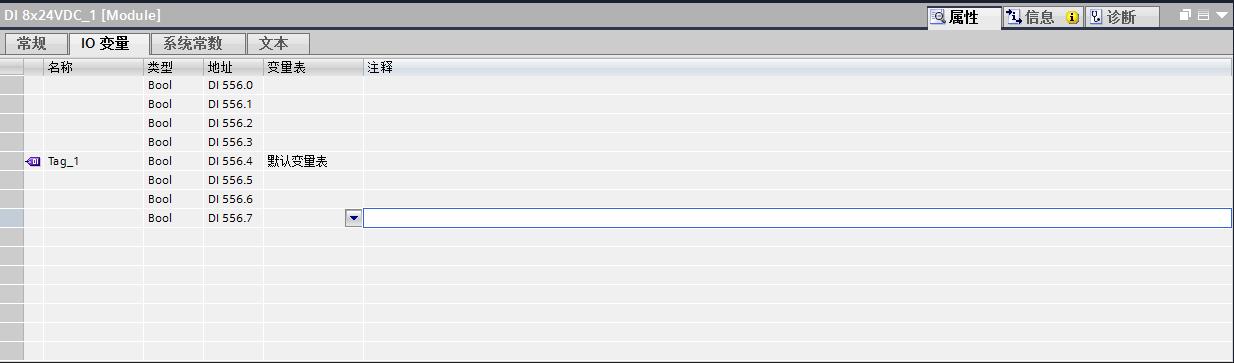 DI 8x24VDC_1 [Module]
属性 信息 诊断
常规 IO 变量 系统常数 文本
名称 类型 地址 变量表 注释
Bool DI 556.0
Bool DI 556.1
Bool DI 556.2
Bool DI 556.3
DI Tag_1 Bool DI 556.4 默认变量表
Bool DI 556.5
Bool DI 556.6
Bool DI 556.7